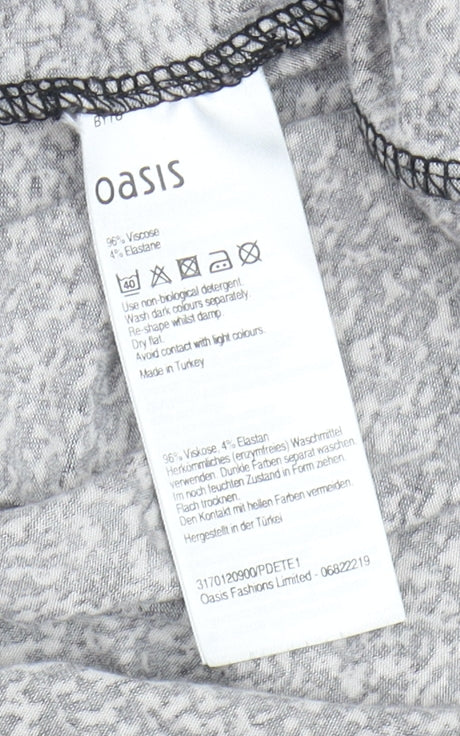 oasis
96% Viscose
4% Elastane
40
Use non-biological detergent.
Wash dark colours separately.
Re-shape whilst damp.
Dry flat.
Avoid contact with light colours.
Made in Turkey
96% Viskose, 4% Elastan
Herkömmliches (enzymfreies) Waschmittel
verwenden. Dunkle Farben separat waschen.
Im noch feuchten Zustand in Form ziehen.
Flach trocknen.
Den Kontakt mit hellen Farben vermeiden.
Hergestellt in der Türkei
3170120900/PDETE1
Oasis Fashions Limited - 06822219